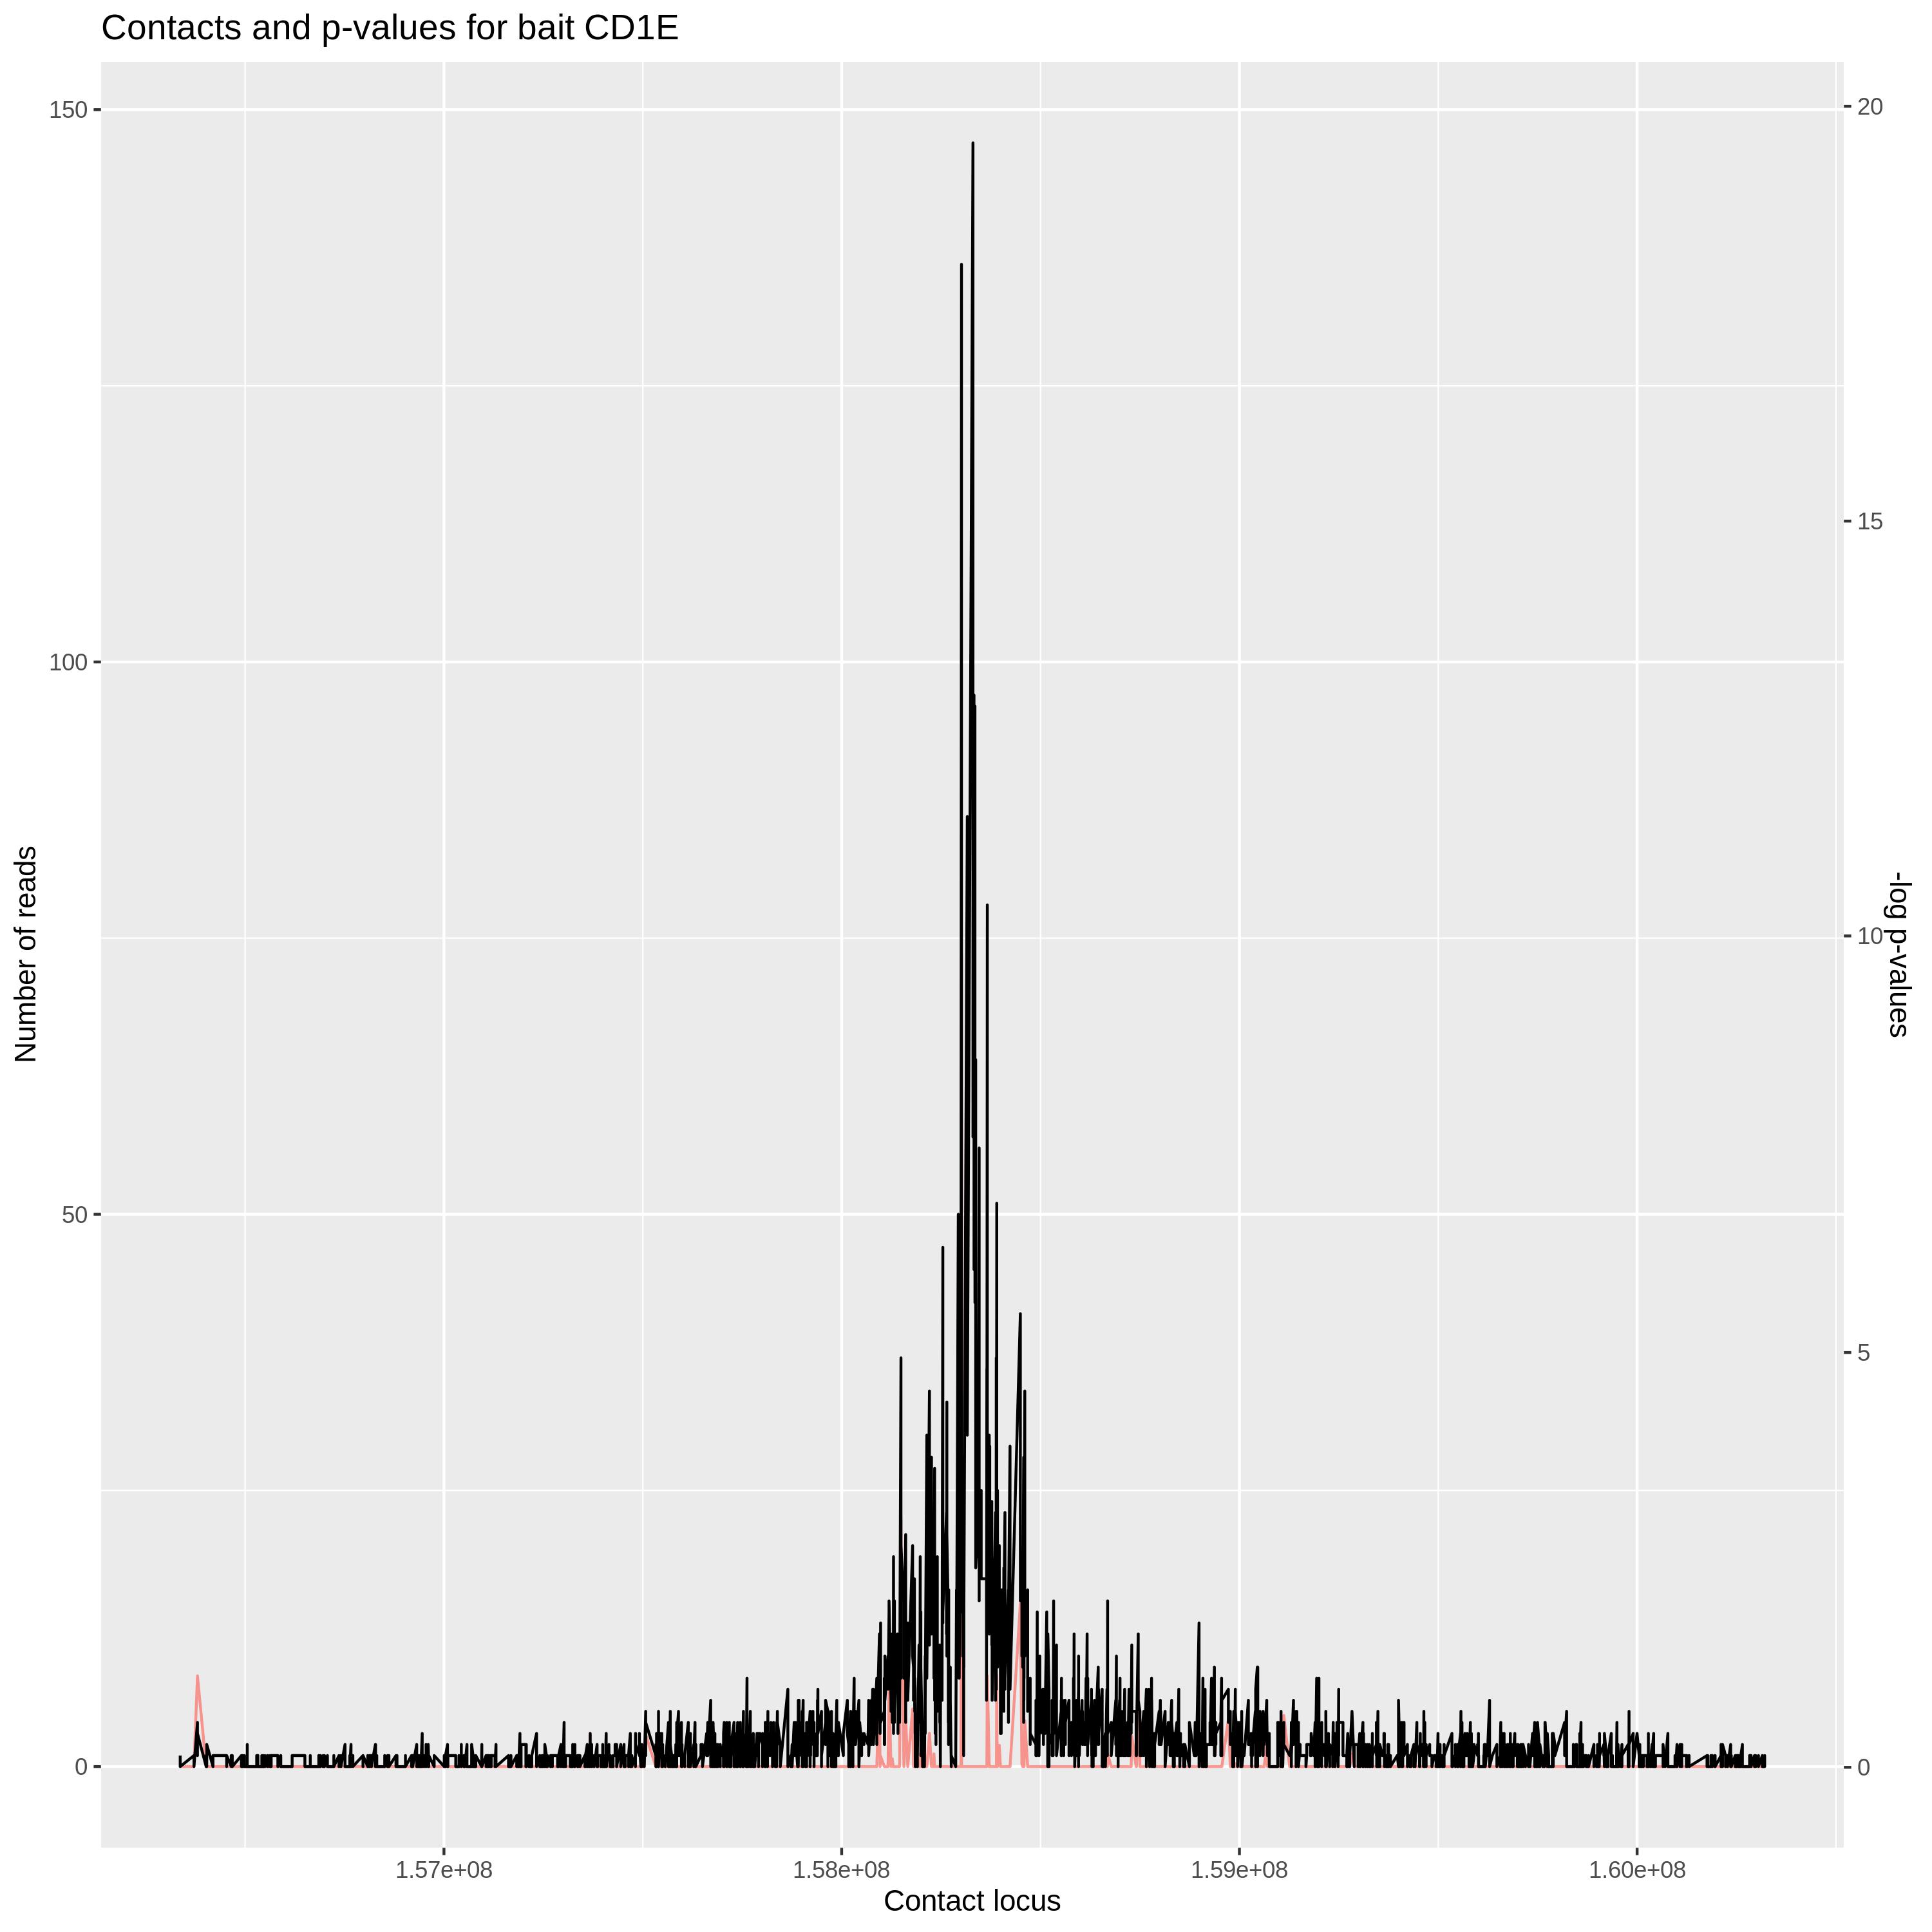 Contacts and p-values for bait CD1E
150
100
50
0
Number of reads
20
15
10
5
0
-log p-values
1.57e+08
1.58e+08
1.59e+08
1.60e+08
Contact locus